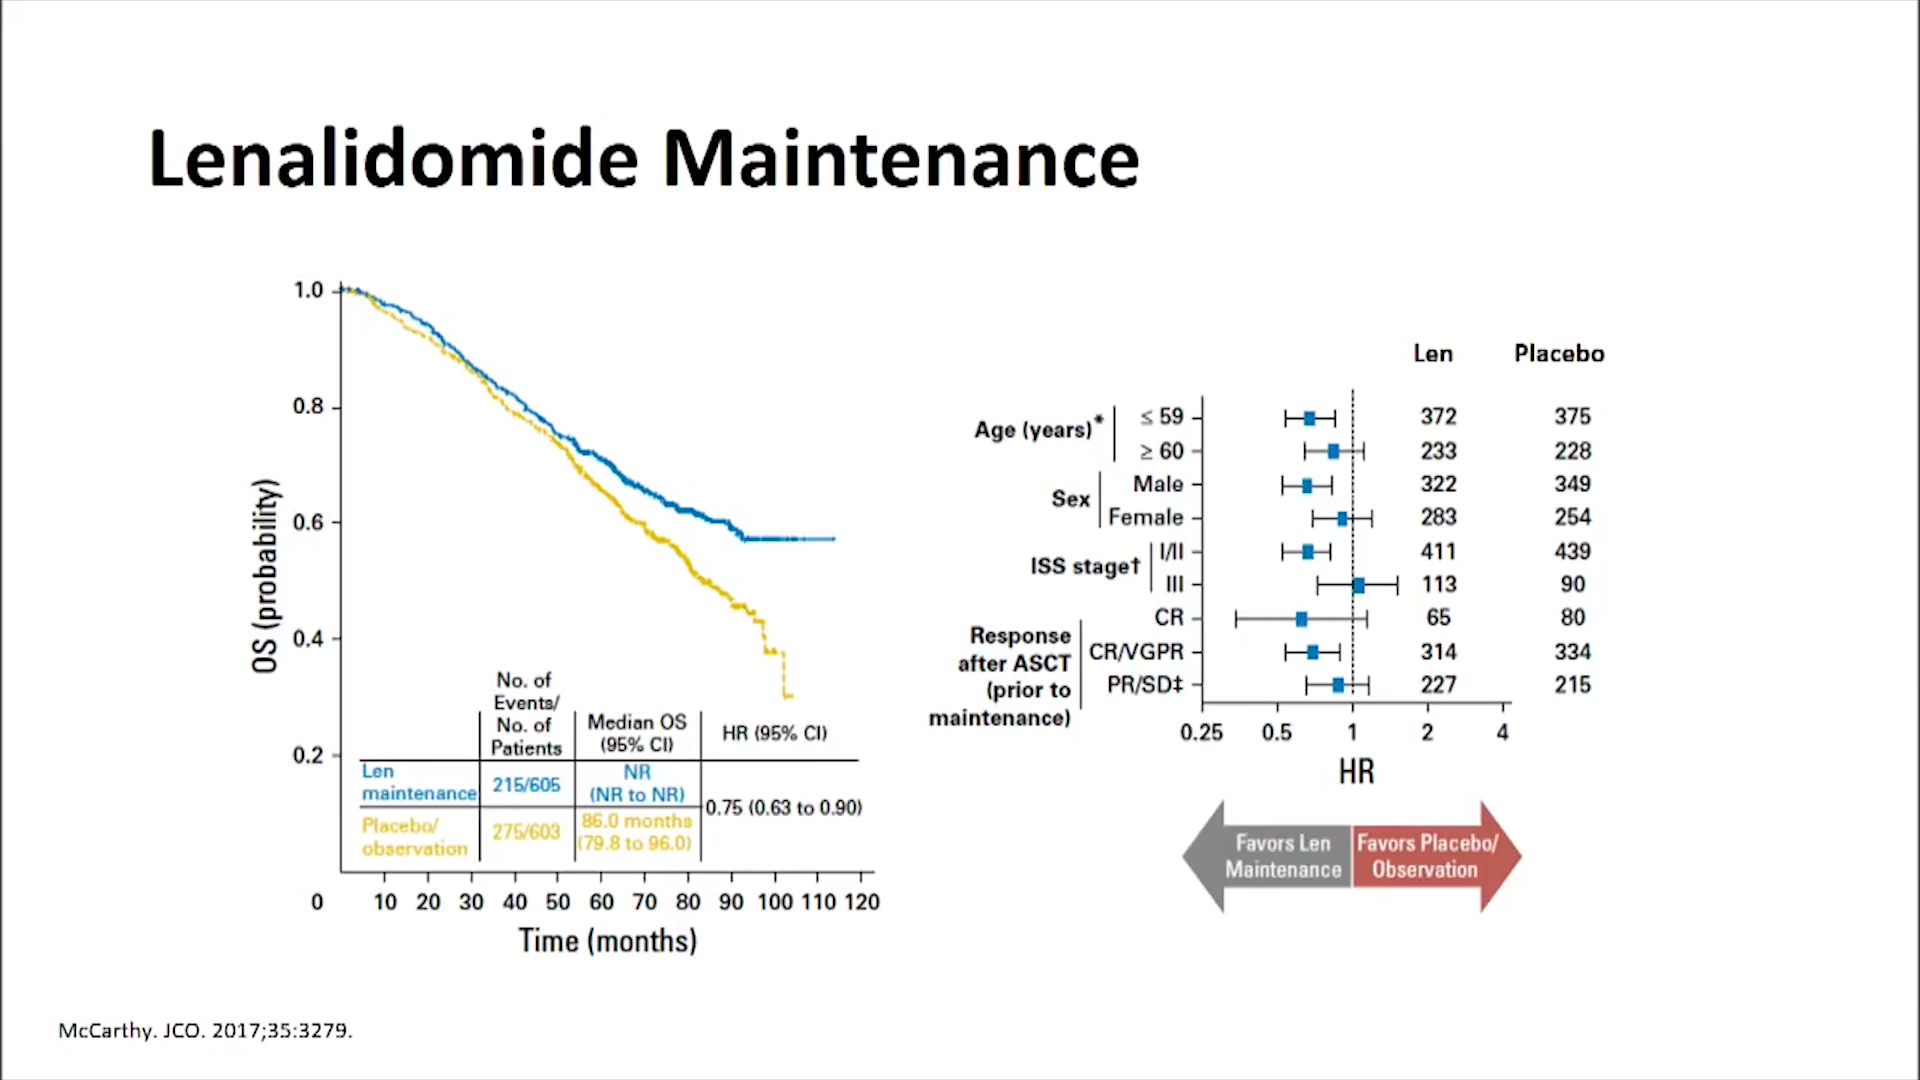 Lenalidomide Maintenance
OS (probability)
1.0
0.8
0.6
0.4
0.2
0
10 20 30 40 50 60 70 80 90 100 110 120
Time (months)
No. of
Events/
No. of
Patients
Median OS
(95% CI)
HR (95% CI)
Len
maintenance
215/605
NR
(NR to NR)
0.75 (0.63 to 0.90)
Placebo/
observation
275/603
86.0 months
(79.8 to 96.0)
Len Placebo
Age (years)*
≤ 59 372 375
≥ 60 233 228
Sex
Male 322 349
Female 283 254
ISS stage†
I/II 411 439
III 113 90
Response
after ASCT
(prior to
maintenance)
CR 65 80
CR/VGPR 314 334
PR/SD‡ 227 215
0.25 0.5 1 2 4
HR
Favors Len
Maintenance
Favors Placebo/
Observation
McCarthy. JCO. 2017;35:3279.